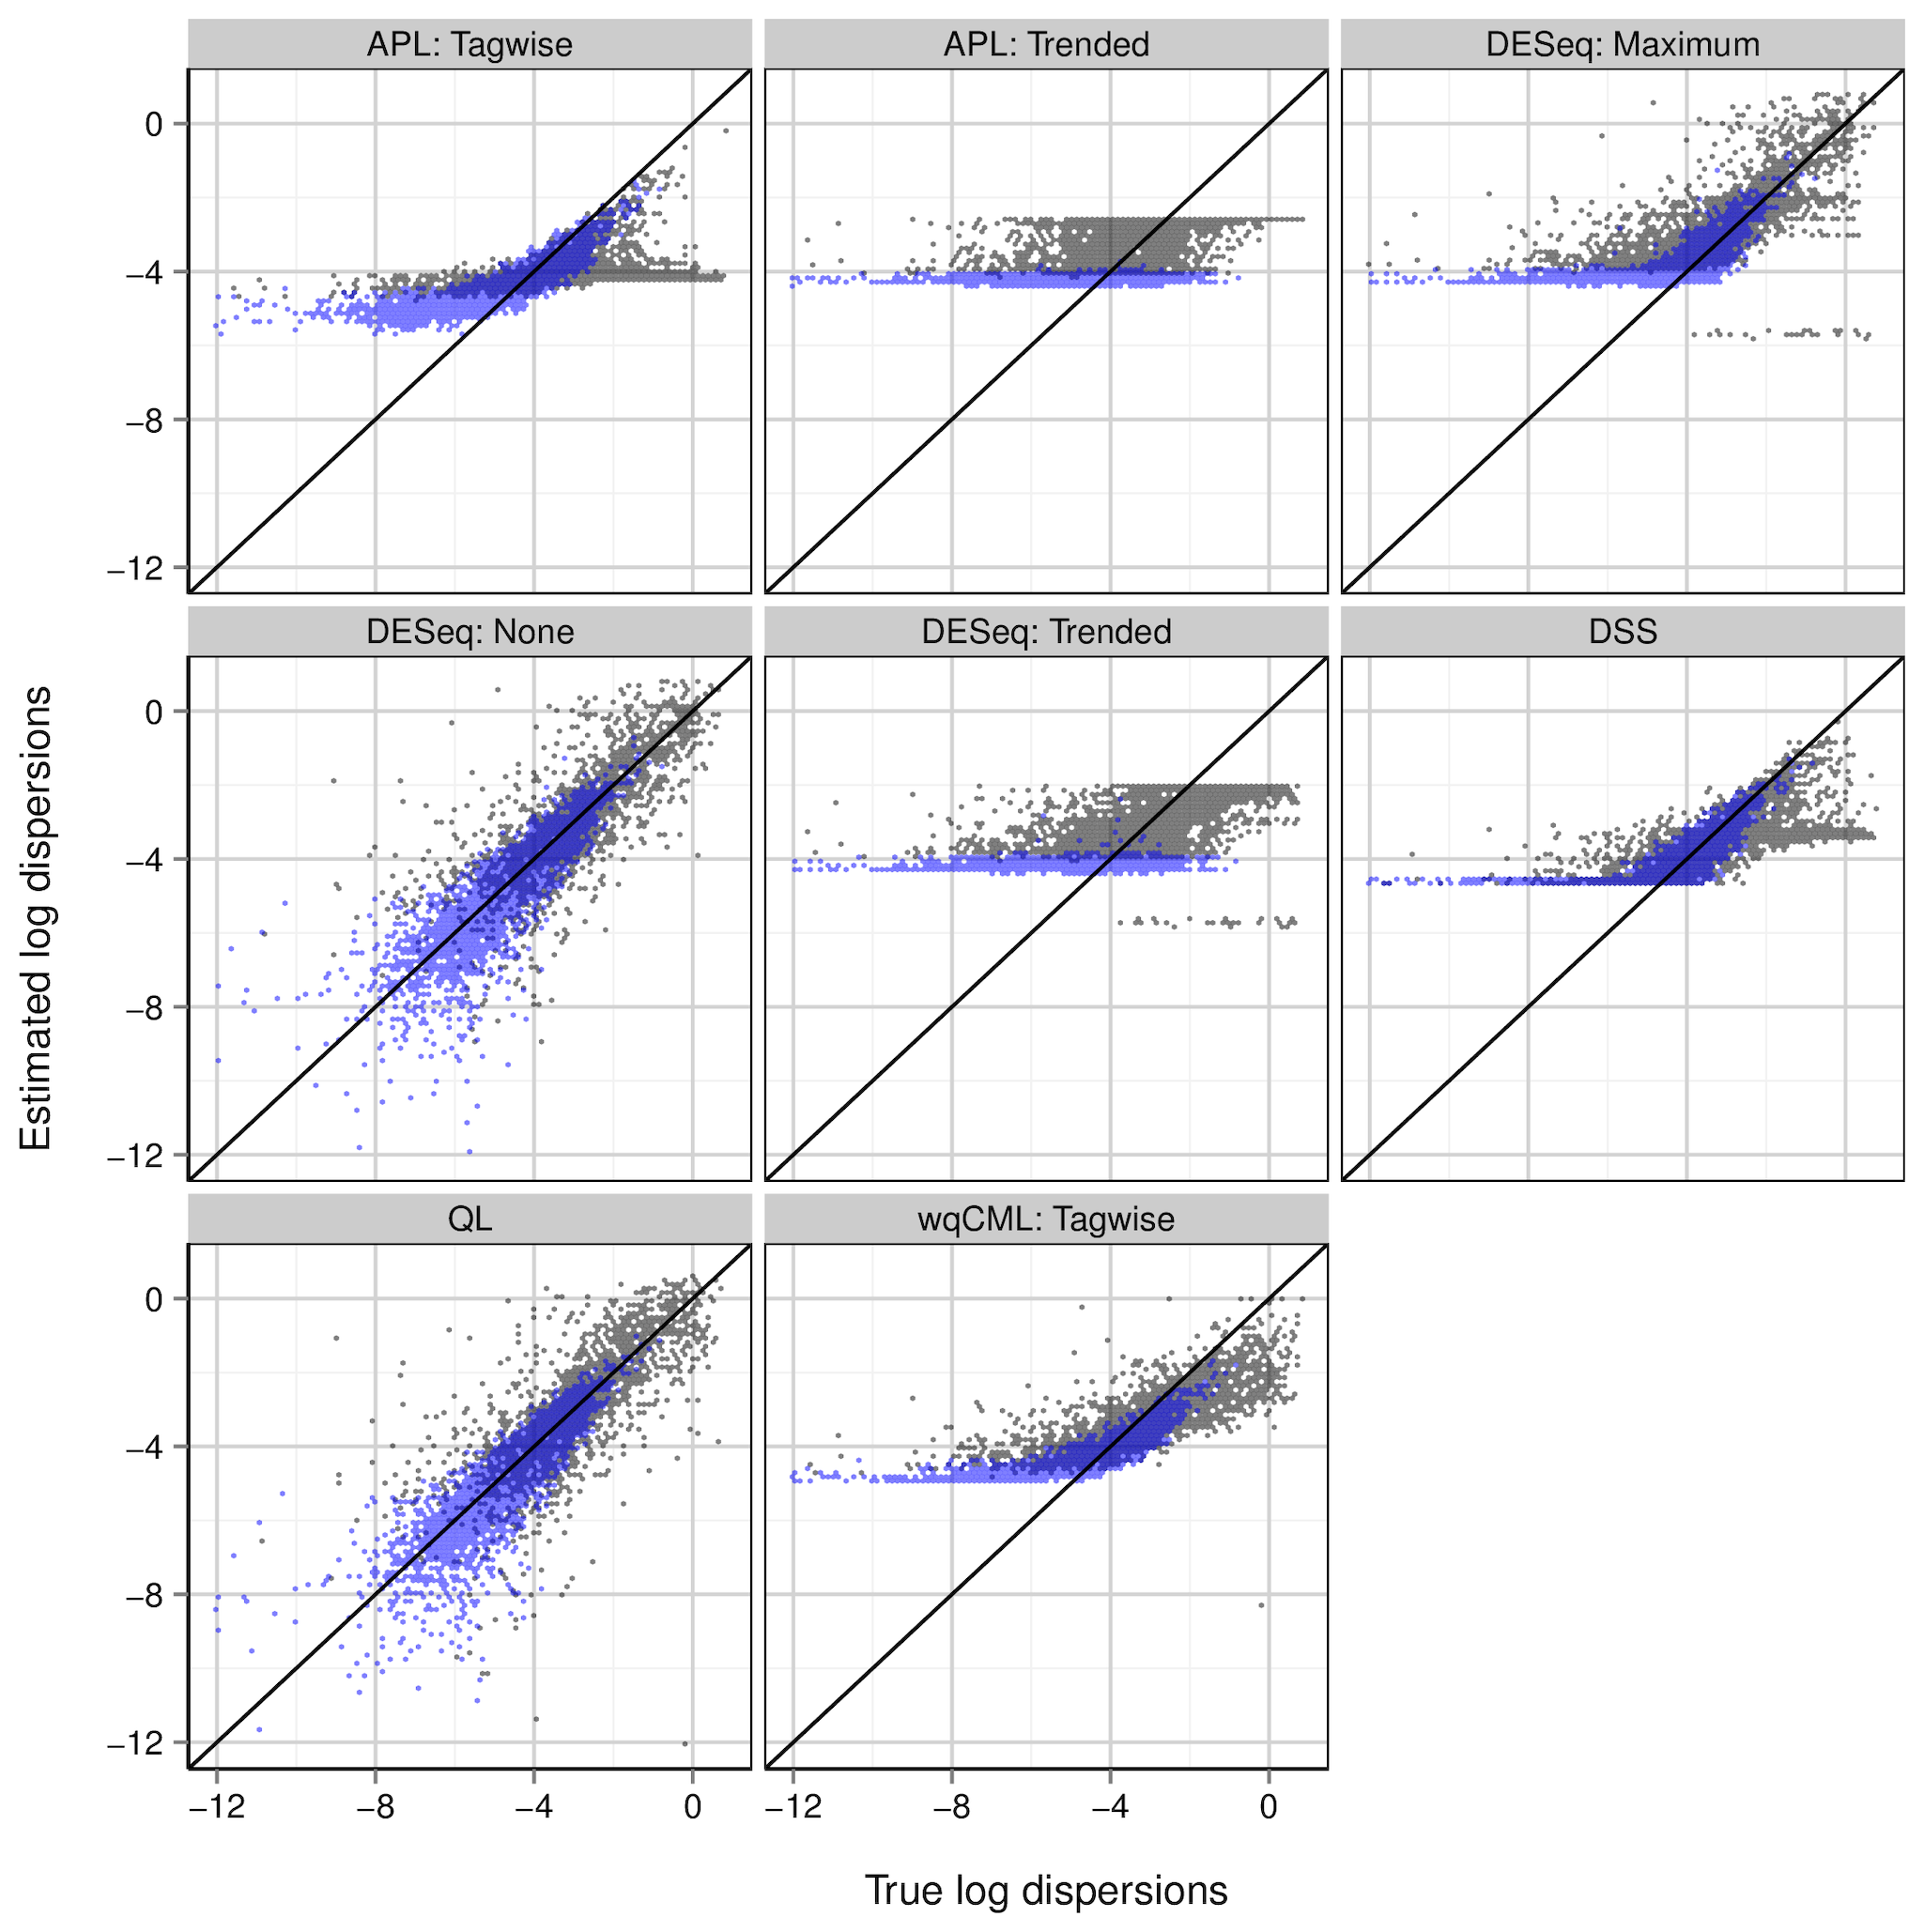 APL: Tagwise
APL: Trended
DESeq: Maximum
0
−4
−8
−12
DESeq: None
DESeq: Trended
DSS
0
−4
−8
−12
QL
wqCML: Tagwise
0
−4
−8
−12
−12 −8 −4 0
−12 −8 −4 0
Estimated log dispersions
True log dispersions